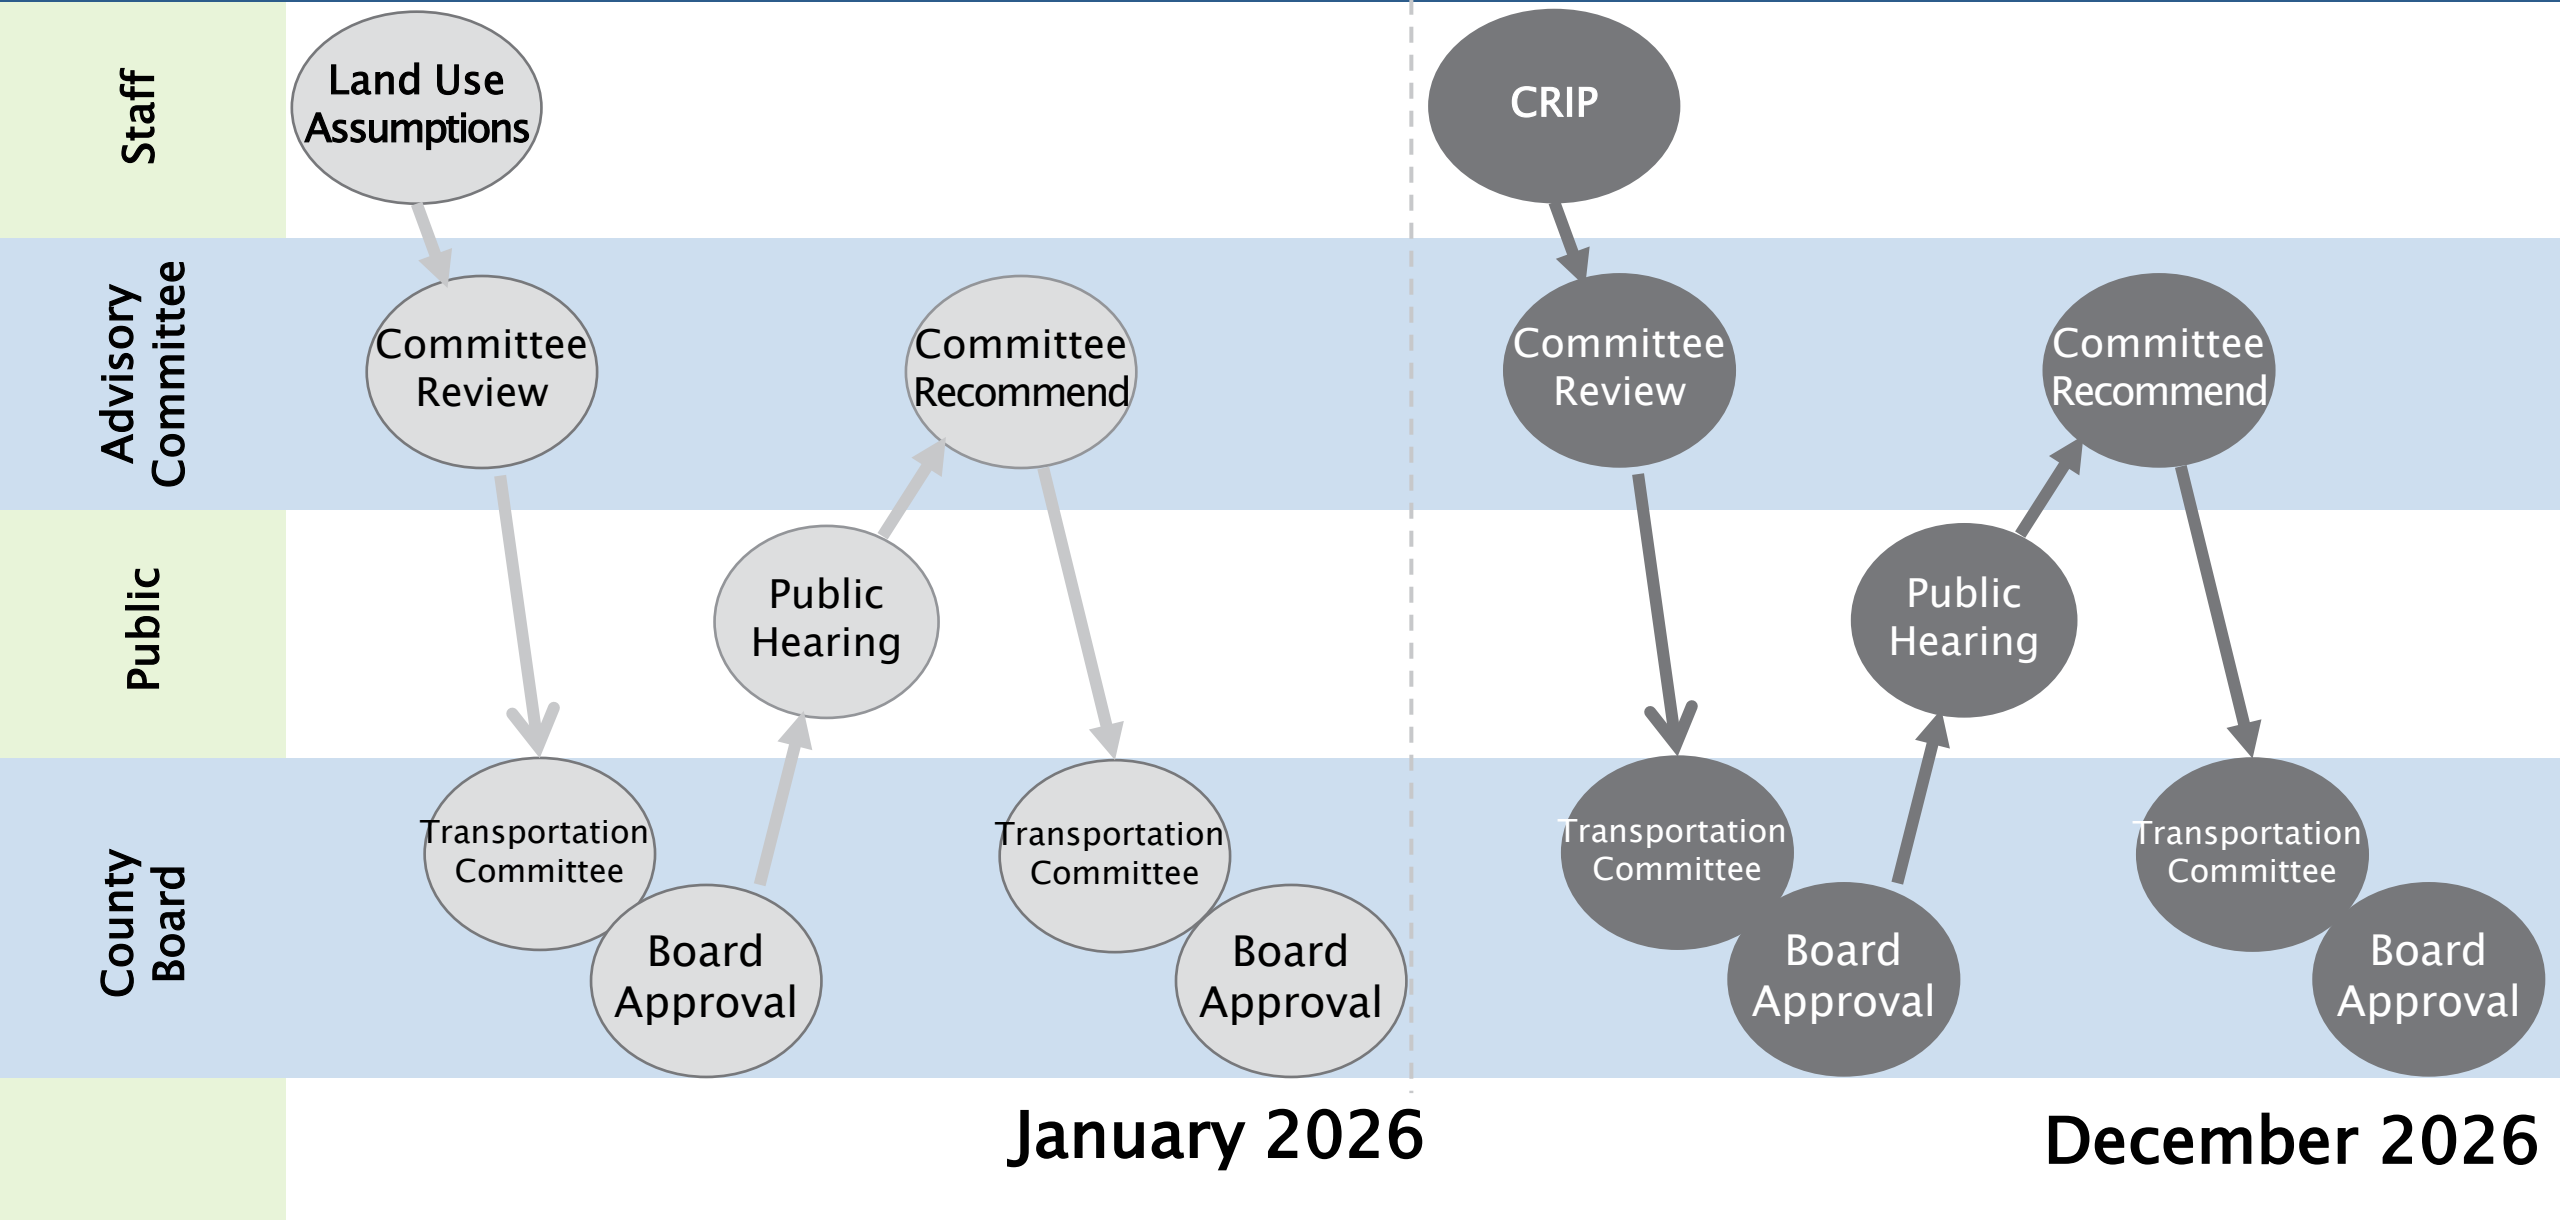 Staff
Land Use
Assumptions
CRIP
Advisory
Committee
Committee
Review
Committee
Recommend
Committee
Review
Committee
Recommend
Public
Public
Hearing
Public
Hearing
County
Board
Transportation
Committee
Board
Approval
Transportation
Committee
Board
Approval
Transportation
Committee
Board
Approval
Transportation
Committee
Board
Approval
January 2026
December 2026